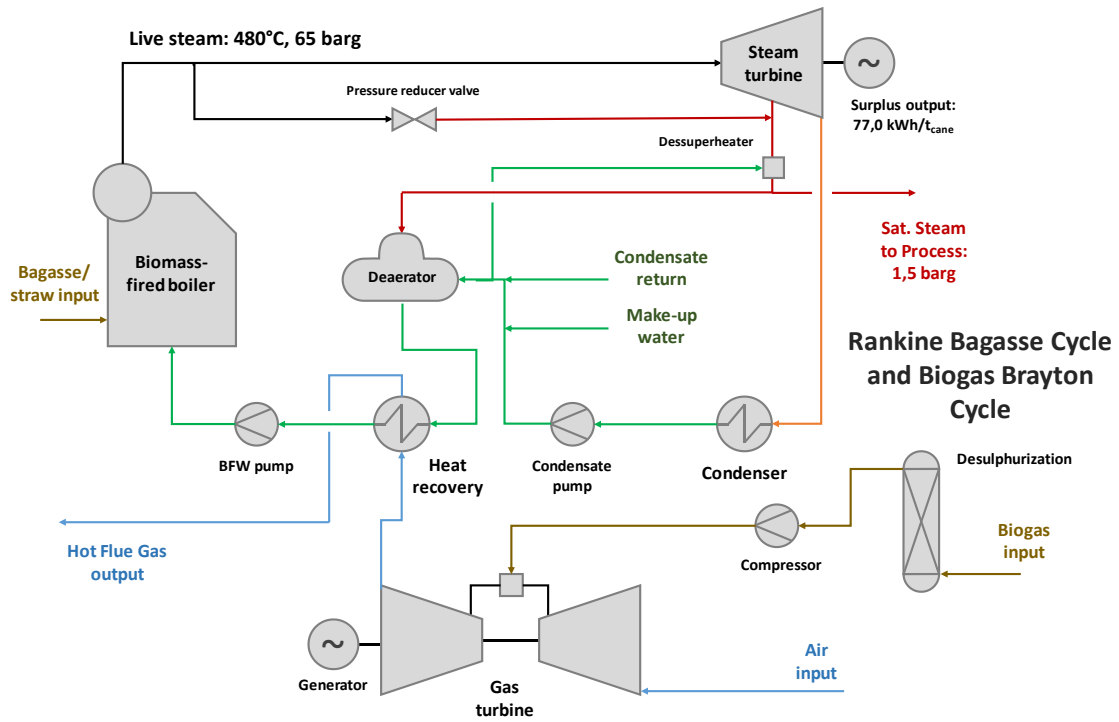 Live steam: 480°C, 65 barg
Steam
turbine
~
Surplus output:
77,0 kWh/tcane
Pressure reducer valve
Dessuperheater
Sat. Steam
to Process:
1,5 barg
Biomass-
fired boiler
Bagasse/
straw input
Deaerator
Condensate
return
Make-up
water
Rankine Bagasse Cycle
and Biogas Brayton
Cycle
BFW pump
Heat
recovery
Condensate
pump
Condenser
Desulphurization
Hot Flue Gas
output
Compressor
Biogas
input
~
Generator
Gas
turbine
Air
input